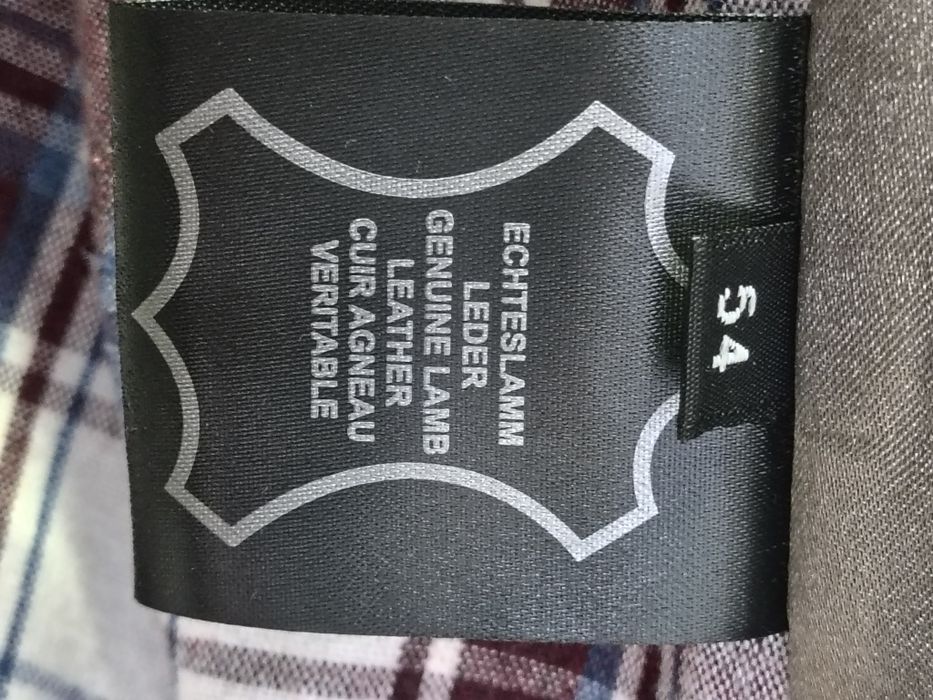 54
ECHTESLAMM
LEDER
GENUINE LAMB
LEATHER
CUIR AGNEAU
VERITABLE